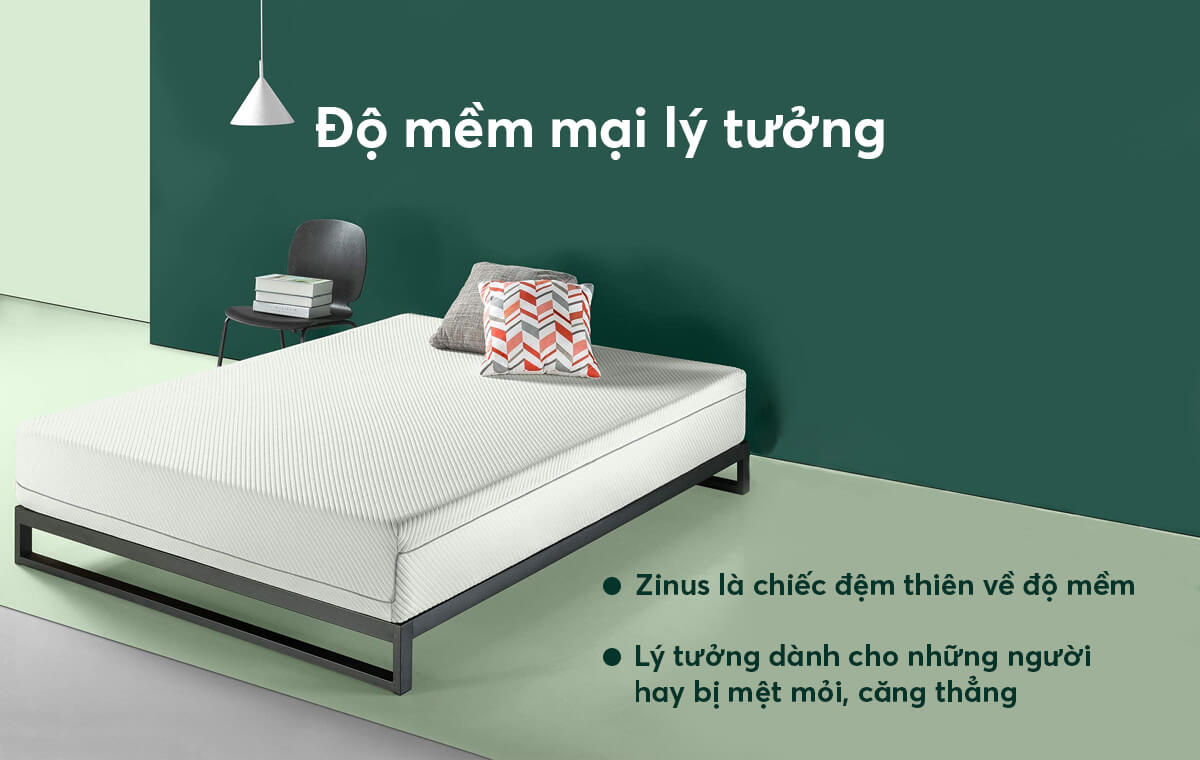 Độ mềm mại lý tưởng
● Zinus là chiếc đệm thiên về độ mềm
● Lý tưởng dành cho những người
hay bị mệt mỏi, căng thẳng